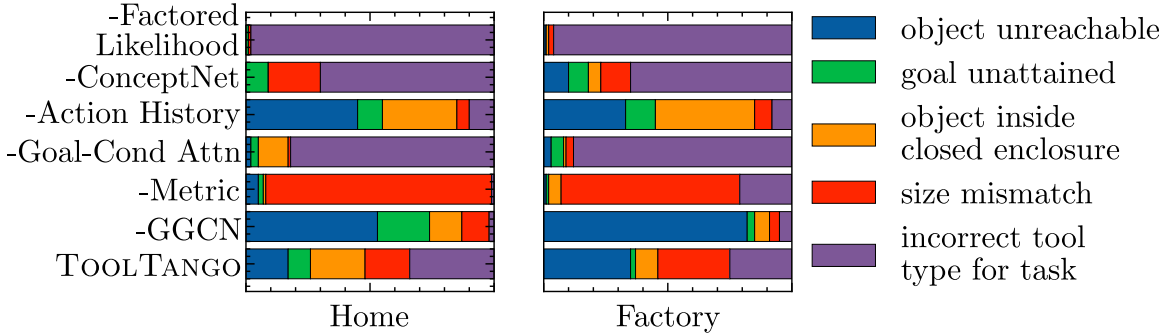 -Factored
Likelihood
-ConceptNet
-Action History
-Goal-Cond Attn
-Metric
-GGCN
TOOLTANGO
Home
Factory
object unreachable
goal unattained
object inside
closed enclosure
size mismatch
incorrect tool
type for task